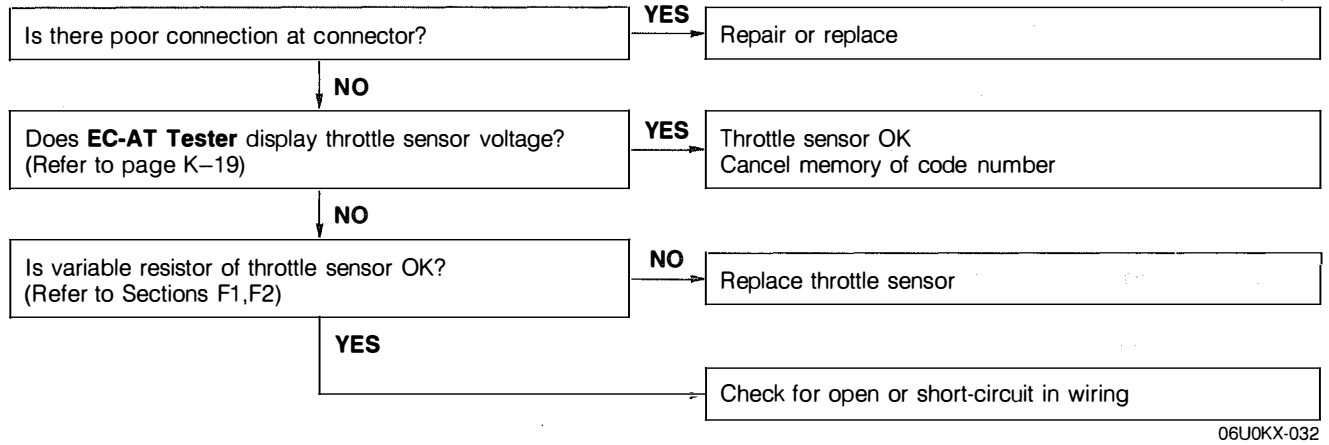 Is there poor connection at connector?
YES
Repair or replace
NO
Does EC-AT Tester display throttle sensor voltage?
(Refer to page K–19)
YES
Throttle sensor OK
Cancel memory of code number
NO
Is variable resistor of throttle sensor OK?
(Refer to Sections F1,F2)
NO
Replace throttle sensor
YES
Check for open or short-circuit in wiring
06U0KX-032